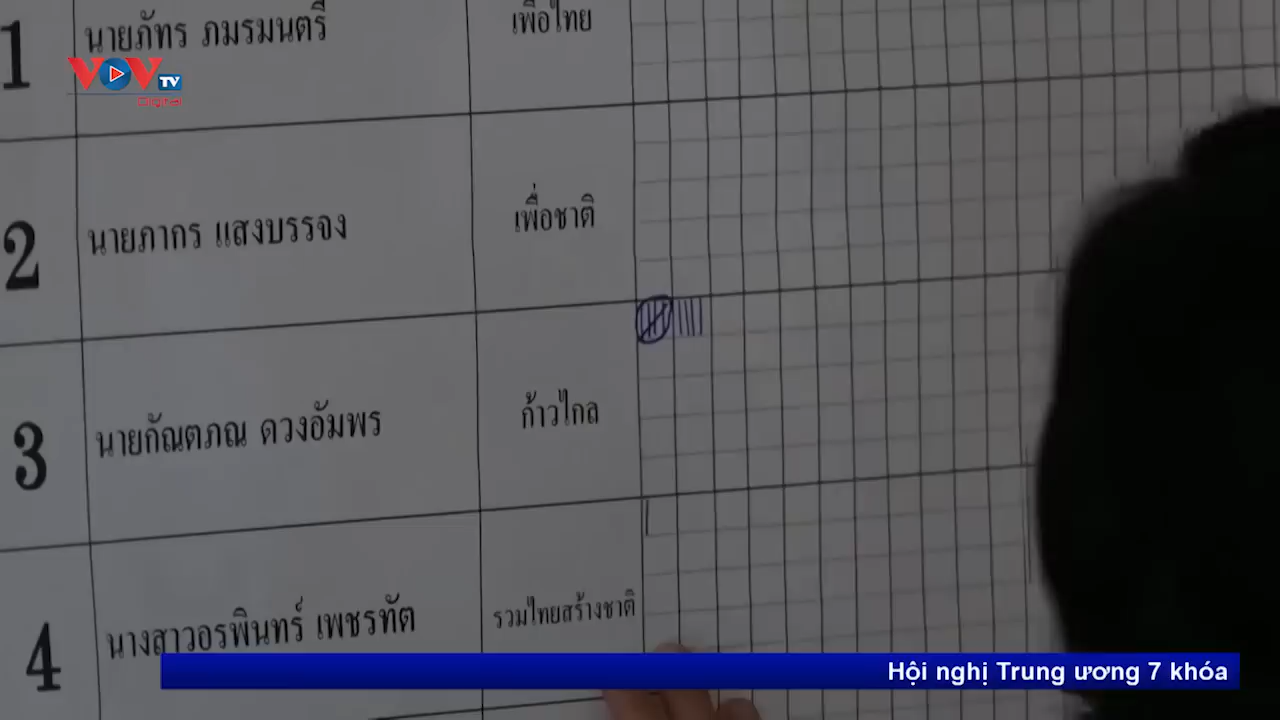 1 นายภัทร ภมรมนตรี เพื่อไทย
VOV TV
Digital
2 นายภากร แสงบรรจง เพื่อชาติ
3 นายกัณตภณ ดวงอัมพร ก้าวไกล
4 นางสาวอรพินทร์ เพชรทัต รวมไทยสร้างชาติ
Hội nghị Trung ương 7 khóa